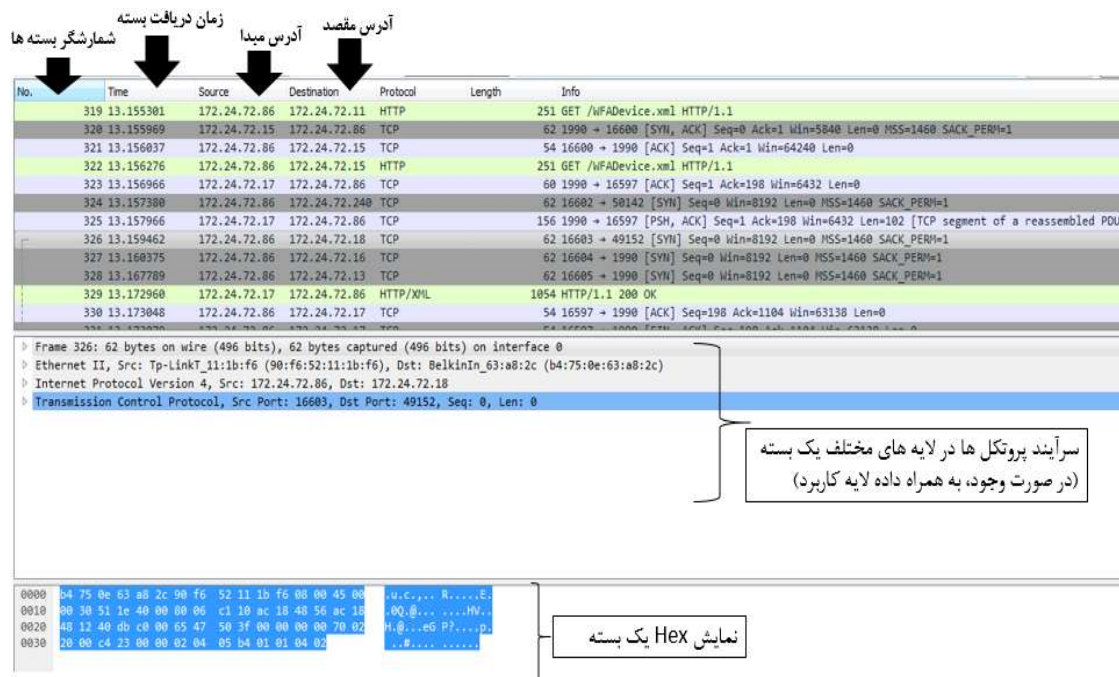 شمارشگر بسته ها
زمان دریافت بسته
آدرس مبدا
آدرس مقصد
No. Time Source Destination Protocol Length Info
319 13.155301 172.24.72.86 172.24.72.11 HTTP 251 GET /WFADevice.xml HTTP/1.1
320 13.155969 172.24.72.15 172.24.72.86 TCP 62 1990 → 16600 [SYN, ACK] Seq=0 Ack=1 Win=5840 Len=0 MSS=1460 SACK_PERM=1
321 13.156037 172.24.72.86 172.24.72.15 TCP 54 16600 → 1990 [ACK] Seq=1 Ack=1 Win=64240 Len=0
322 13.156276 172.24.72.86 172.24.72.15 HTTP 251 GET /WFADevice.xml HTTP/1.1
323 13.156966 172.24.72.17 172.24.72.86 TCP 60 1990 → 16597 [ACK] Seq=1 Ack=198 Win=6432 Len=0
324 13.157380 172.24.72.86 172.24.72.240 TCP 62 16602 → 50142 [SYN] Seq=0 Win=8192 Len=0 MSS=1460 SACK_PERM=1
325 13.157966 172.24.72.17 172.24.72.86 TCP 156 1990 → 16597 [PSH, ACK] Seq=1 Ack=198 Win=6432 Len=102 [TCP segment of a reassembled PDU
326 13.159462 172.24.72.86 172.24.72.18 TCP 62 16603 → 49152 [SYN] Seq=0 Win=8192 Len=0 MSS=1460 SACK_PERM=1
327 13.160375 172.24.72.86 172.24.72.16 TCP 62 16604 → 1990 [SYN] Seq=0 Win=8192 Len=0 MSS=1460 SACK_PERM=1
328 13.167789 172.24.72.86 172.24.72.13 TCP 62 16605 → 1990 [SYN] Seq=0 Win=8192 Len=0 MSS=1460 SACK_PERM=1
329 13.172960 172.24.72.17 172.24.72.86 HTTP/XML 1054 HTTP/1.1 200 OK
330 13.173048 172.24.72.86 172.24.72.17 TCP 54 16597 → 1990 [ACK] Seq=198 Ack=1104 Win=63138 Len=0
Frame 326: 62 bytes on wire (496 bits), 62 bytes captured (496 bits) on interface 0
Ethernet II, Src: Tp-LinkT_11:1b:f6 (90:f6:52:11:1b:f6), Dst: BelkinIn_63:a8:2c (b4:75:0e:63:a8:2c)
Internet Protocol Version 4, Src: 172.24.72.86, Dst: 172.24.72.18
Transmission Control Protocol, Src Port: 16603, Dst Port: 49152, Seq: 0, Len: 0
سرآیند پروتکل ها در لایه های مختلف یک بسته
(در صورت وجود، به همراه داده لایه کاربرد)
0000 b4 75 0e 63 a8 2c 90 f6 52 11 1b f6 08 00 45 00 .u.c.,.. R.....E.
0010 00 30 51 1e 40 00 80 06 c1 10 ac 18 48 56 ac 18 .0Q.@... ....HV..
0020 48 12 40 db c0 00 65 47 50 3f 00 00 00 00 70 02 H.@...eG P?....p.
0030 20 00 c4 23 00 00 02 04 05 b4 01 01 04 02 ..#.... ......
نمایش Hex یک بسته